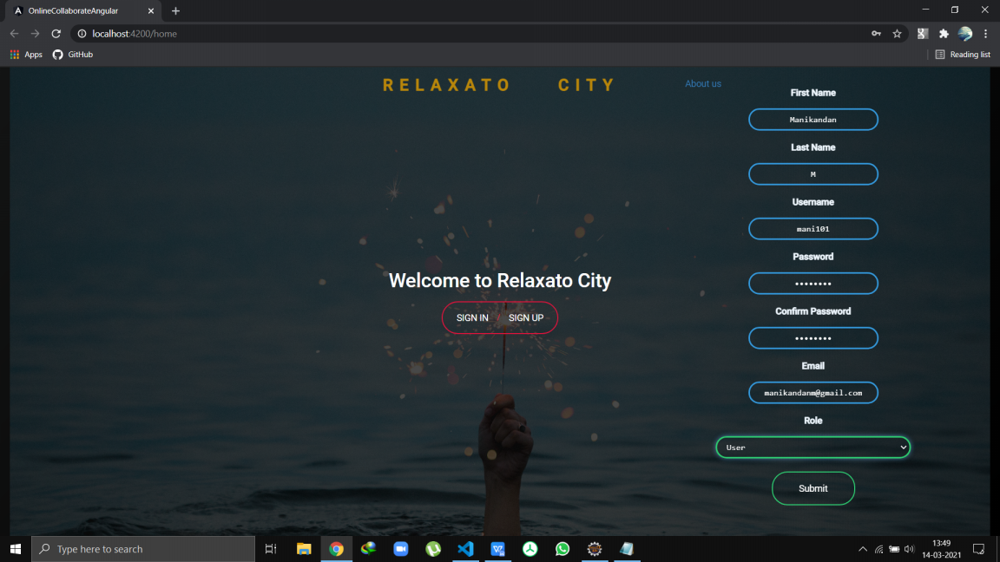 OnlineCollaborateAngular
localhost:4200/home
Apps
GitHub
Reading list
RELAXATO CITY
About us
First Name
Manikandan
Last Name
M
Username
mani101
Password
••••••••
Confirm Password
••••••••
Email
manikandanm@gmail.com
Role
User
Submit
Welcome to Relaxato City
SIGN IN SIGN UP
Type here to search
13:49
14-03-2021